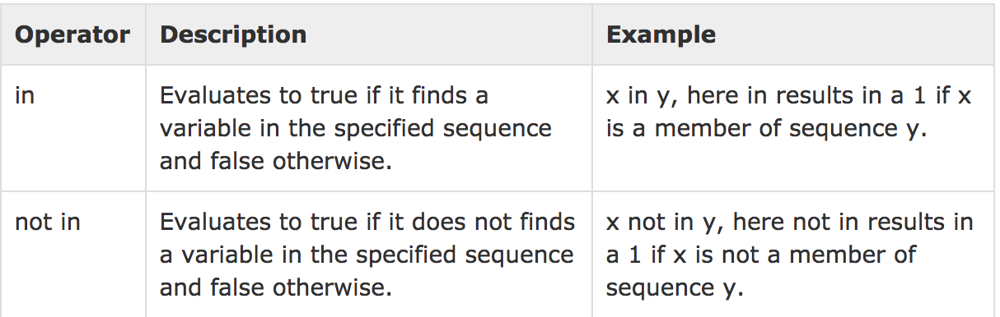 Operator Description Example
in
Evaluates to true if it finds a
variable in the specified sequence
and false otherwise.
x in y, here in results in a 1 if x
is a member of sequence y.
not in
Evaluates to true if it does not finds
a variable in the specified sequence
and false otherwise.
x not in y, here not in results in
a 1 if x is not a member of
sequence y.